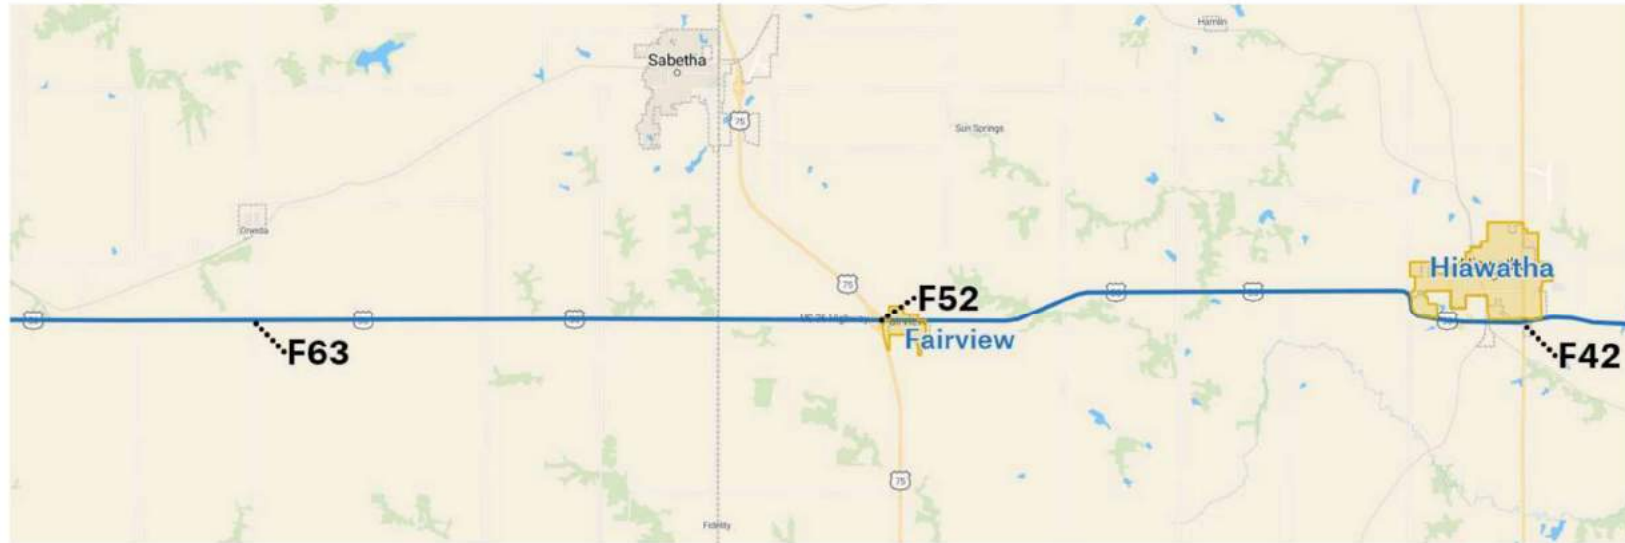 Hamlin
Sabetha
75
Sun Springs
Oneida
Hiawatha
75
F52
Fairview
F63
F42
75
Fidelity